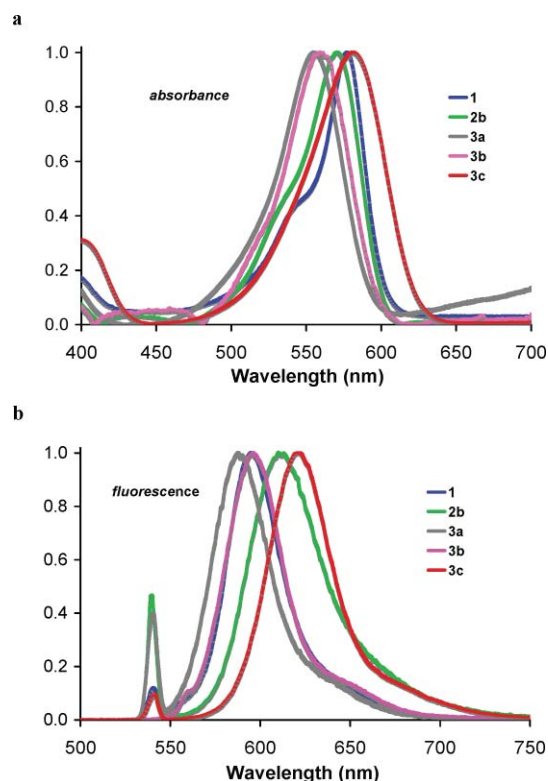 a
absorbance
1
2b
3a
3b
3c
1.0
0.8
0.6
0.4
0.2
0.0
400 450 500 550 600 650 700
Wavelength (nm)
b
fluorescence
1
2b
3a
3b
3c
1.0
0.8
0.6
0.4
0.2
0.0
500 550 600 650 700 750
Wavelength (nm)